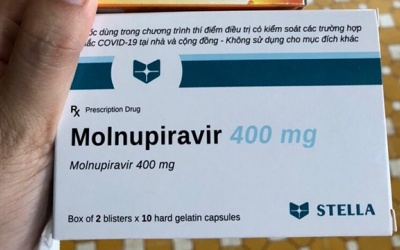 ốc dùng trong chương trình thí điểm điều trị có kiểm soát các trường hợp
ắc COVID-19 tại nhà và cộng đồng - Không sử dụng cho mục đích khác
Rx Prescription Drug
Molnupiravir 400 mg
Molnupiravir 400 mg
Box of 2 blisters x 10 hard gelatin capsules
STELLA